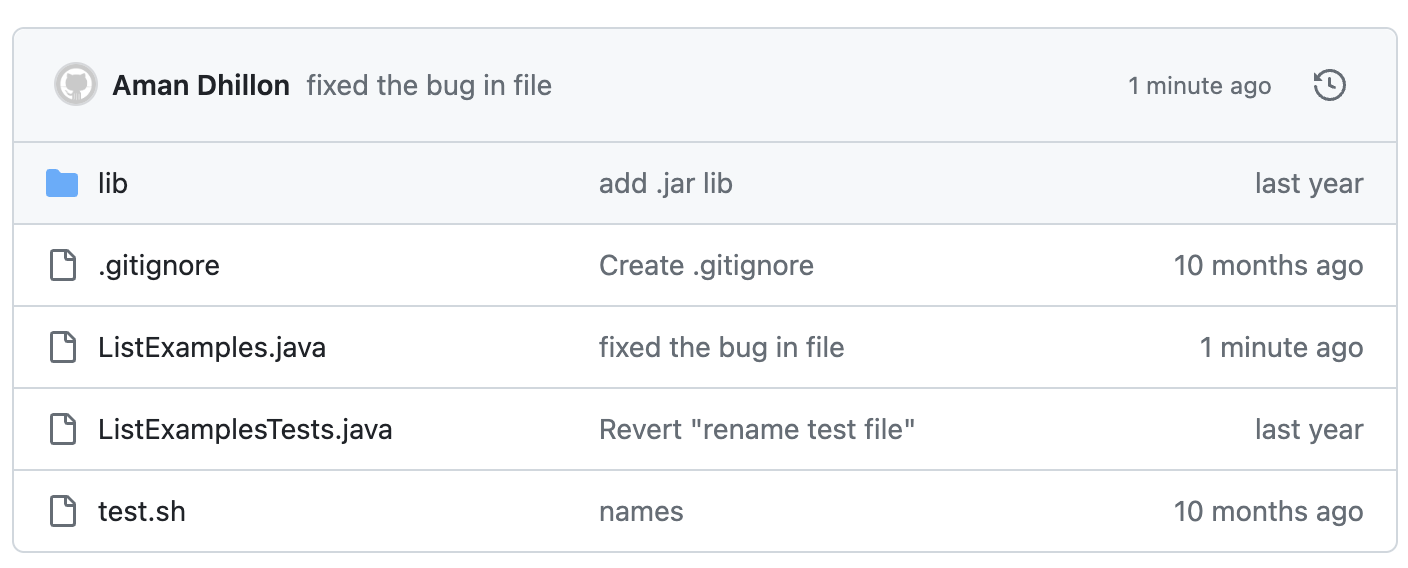 Aman Dhillon fixed the bug in file 1 minute ago
lib add .jar lib last year
.gitignore Create .gitignore 10 months ago
ListExamples.java fixed the bug in file 1 minute ago
ListExamplesTests.java Revert "rename test file" last year
test.sh names 10 months ago